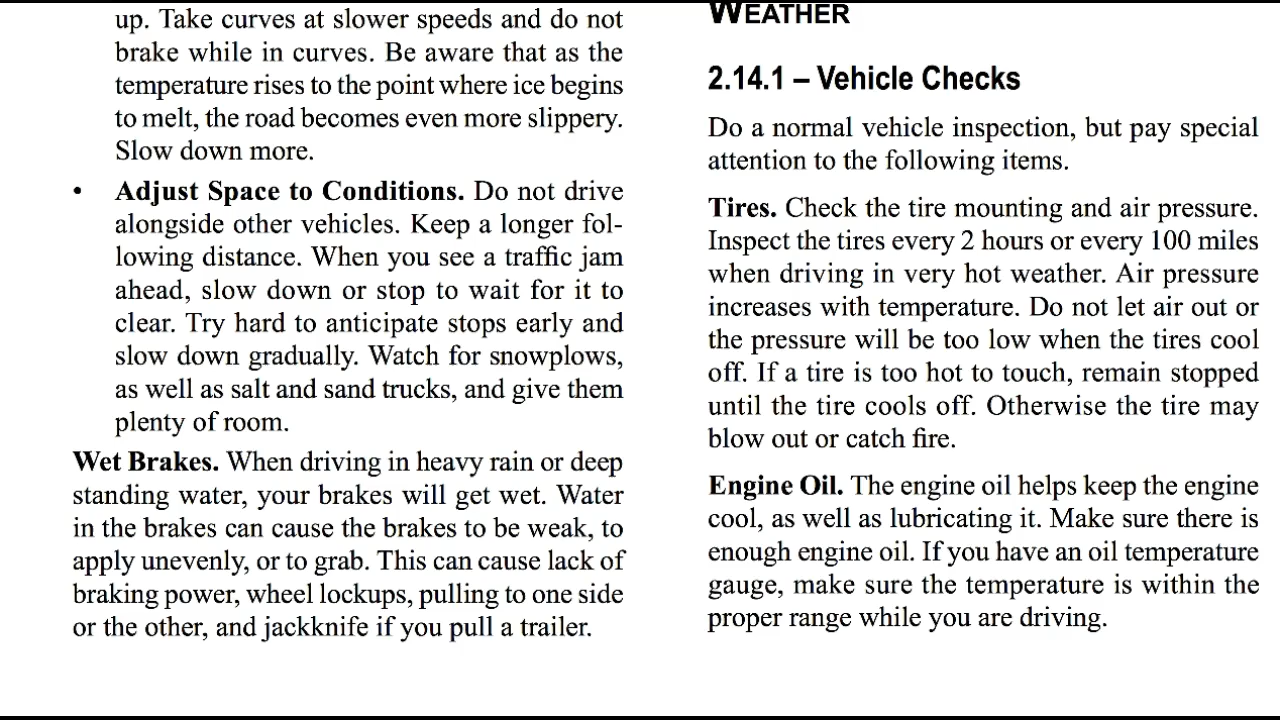 up. Take curves at slower speeds and do not
brake while in curves. Be aware that as the
temperature rises to the point where ice begins
to melt, the road becomes even more slippery.
Slow down more.
• Adjust Space to Conditions. Do not drive
alongside other vehicles. Keep a longer fol-
lowing distance. When you see a traffic jam
ahead, slow down or stop to wait for it to
clear. Try hard to anticipate stops early and
slow down gradually. Watch for snowplows,
as well as salt and sand trucks, and give them
plenty of room.
Wet Brakes. When driving in heavy rain or deep
standing water, your brakes will get wet. Water
in the brakes can cause the brakes to be weak, to
apply unevenly, or to grab. This can cause lack of
braking power, wheel lockups, pulling to one side
or the other, and jackknife if you pull a trailer.
WEATHER
2.14.1 – Vehicle Checks
Do a normal vehicle inspection, but pay special
attention to the following items.
Tires. Check the tire mounting and air pressure.
Inspect the tires every 2 hours or every 100 miles
when driving in very hot weather. Air pressure
increases with temperature. Do not let air out or
the pressure will be too low when the tires cool
off. If a tire is too hot to touch, remain stopped
until the tire cools off. Otherwise the tire may
blow out or catch fire.
Engine Oil. The engine oil helps keep the engine
cool, as well as lubricating it. Make sure there is
enough engine oil. If you have an oil temperature
gauge, make sure the temperature is within the
proper range while you are driving.